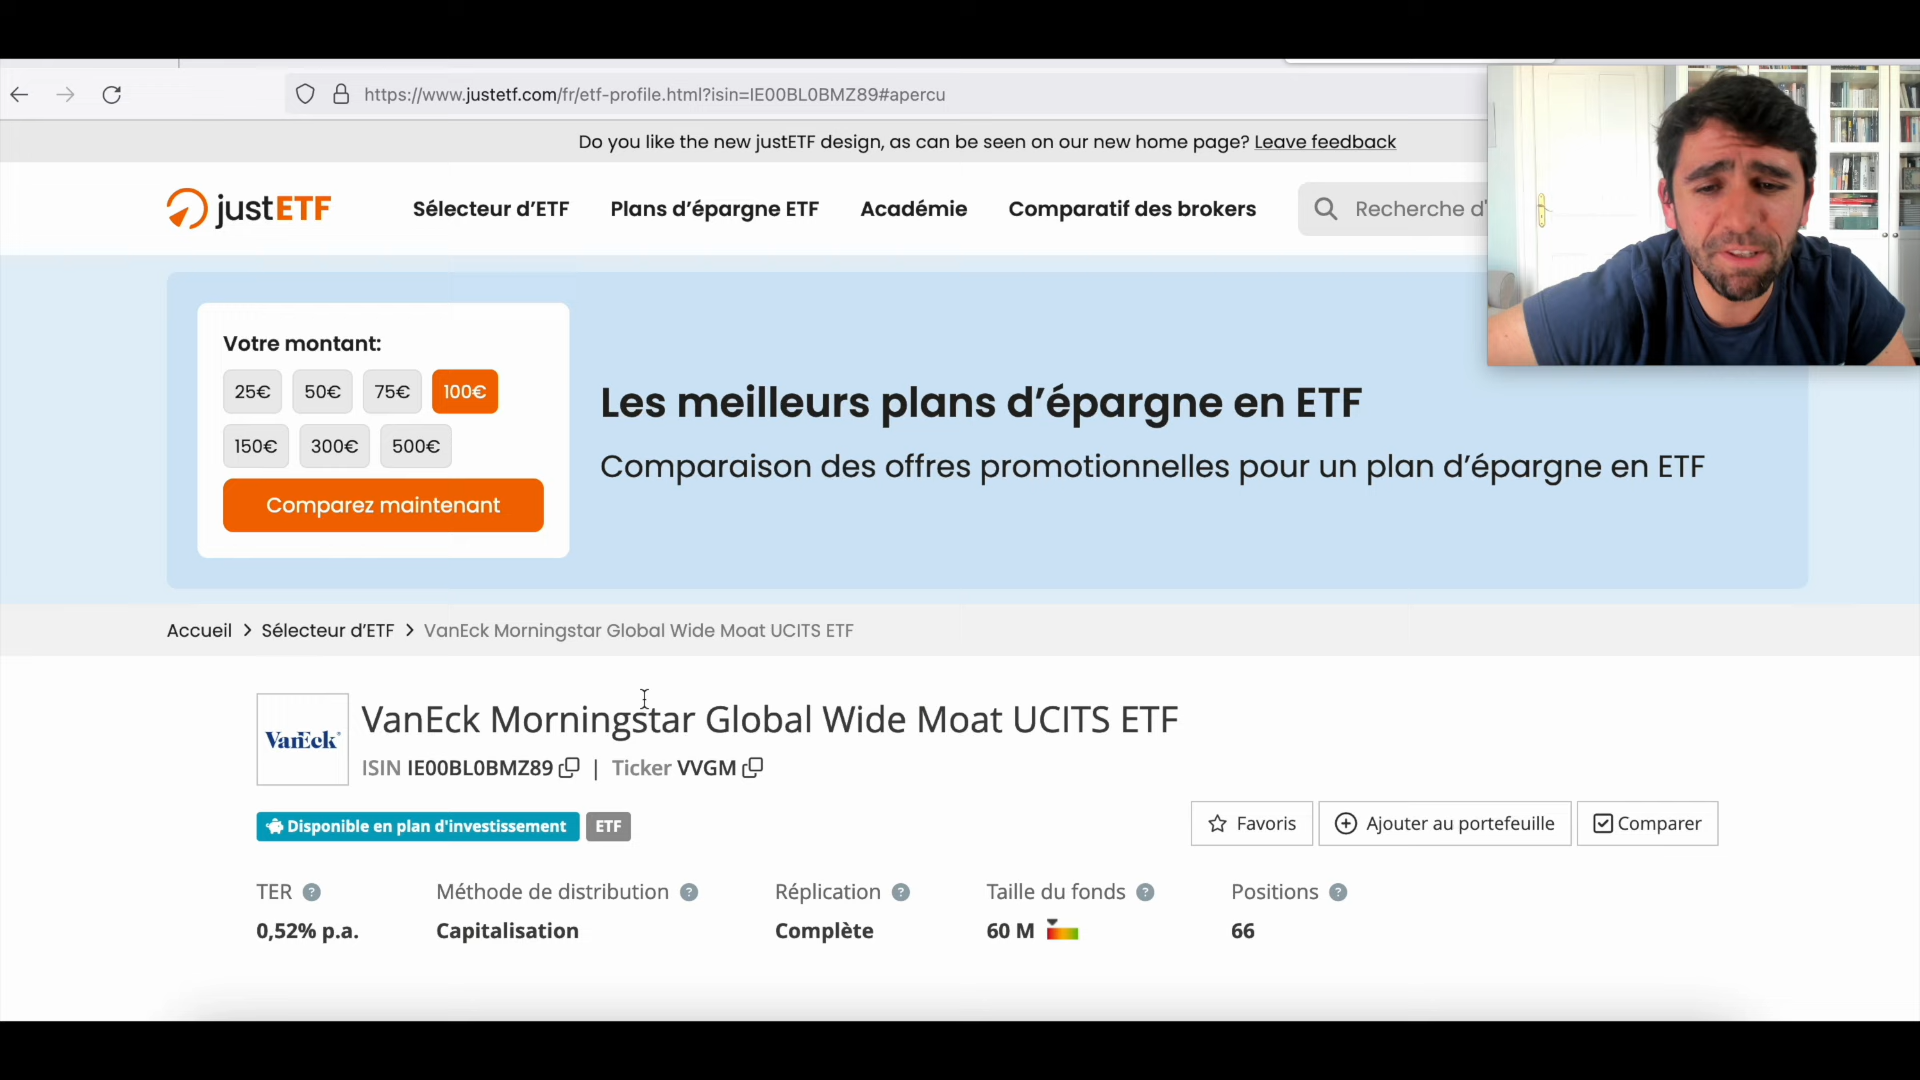 https://www.justetf.com/fr/etf-profile.html?isin=IE00BL0BMZ89#apercu
Do you like the new justETF design, as can be seen on our new home page? Leave feedback
justETF
Sélecteur d’ETF
Plans d’épargne ETF
Académie
Comparatif des brokers
Recherche d'
Votre montant:
25€ 50€ 75€ 100€
150€ 300€ 500€
Comparez maintenant
Les meilleurs plans d’épargne en ETF
Comparaison des offres promotionnelles pour un plan d’épargne en ETF
Accueil > Sélecteur d’ETF > VanEck Morningstar Global Wide Moat UCITS ETF
VanEck
VanEck Morningstar Global Wide Moat UCITS ETF
ISIN IE00BL0BMZ89 | Ticker VVGM
Disponible en plan d'investissement ETF
Favoris
Ajouter au portefeuille
Comparer
TER ? Méthode de distribution ? Réplication ? Taille du fonds ? Positions ?
0,52% p.a. Capitalisation Complète 60 M 66